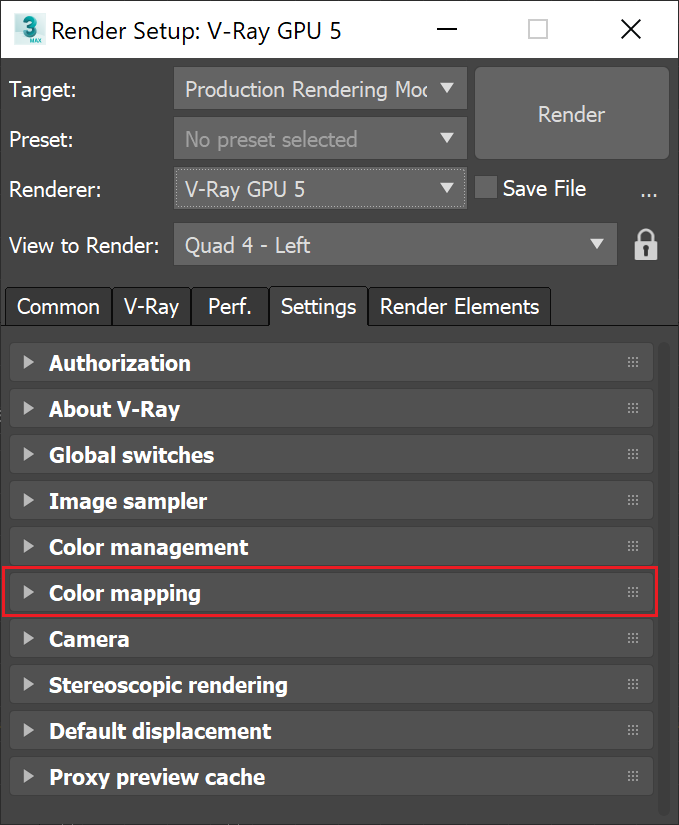 3
MAX
Render Setup: V-Ray GPU 5
Target:
Production Rendering Mod
Render
Preset:
No preset selected
Renderer:
V-Ray GPU 5
Save File
...
View to Render:
Quad 4 - Left
Common V-Ray Perf. Settings Render Elements
Authorization
About V-Ray
Global switches
Image sampler
Color management
Color mapping
Camera
Stereoscopic rendering
Default displacement
Proxy preview cache